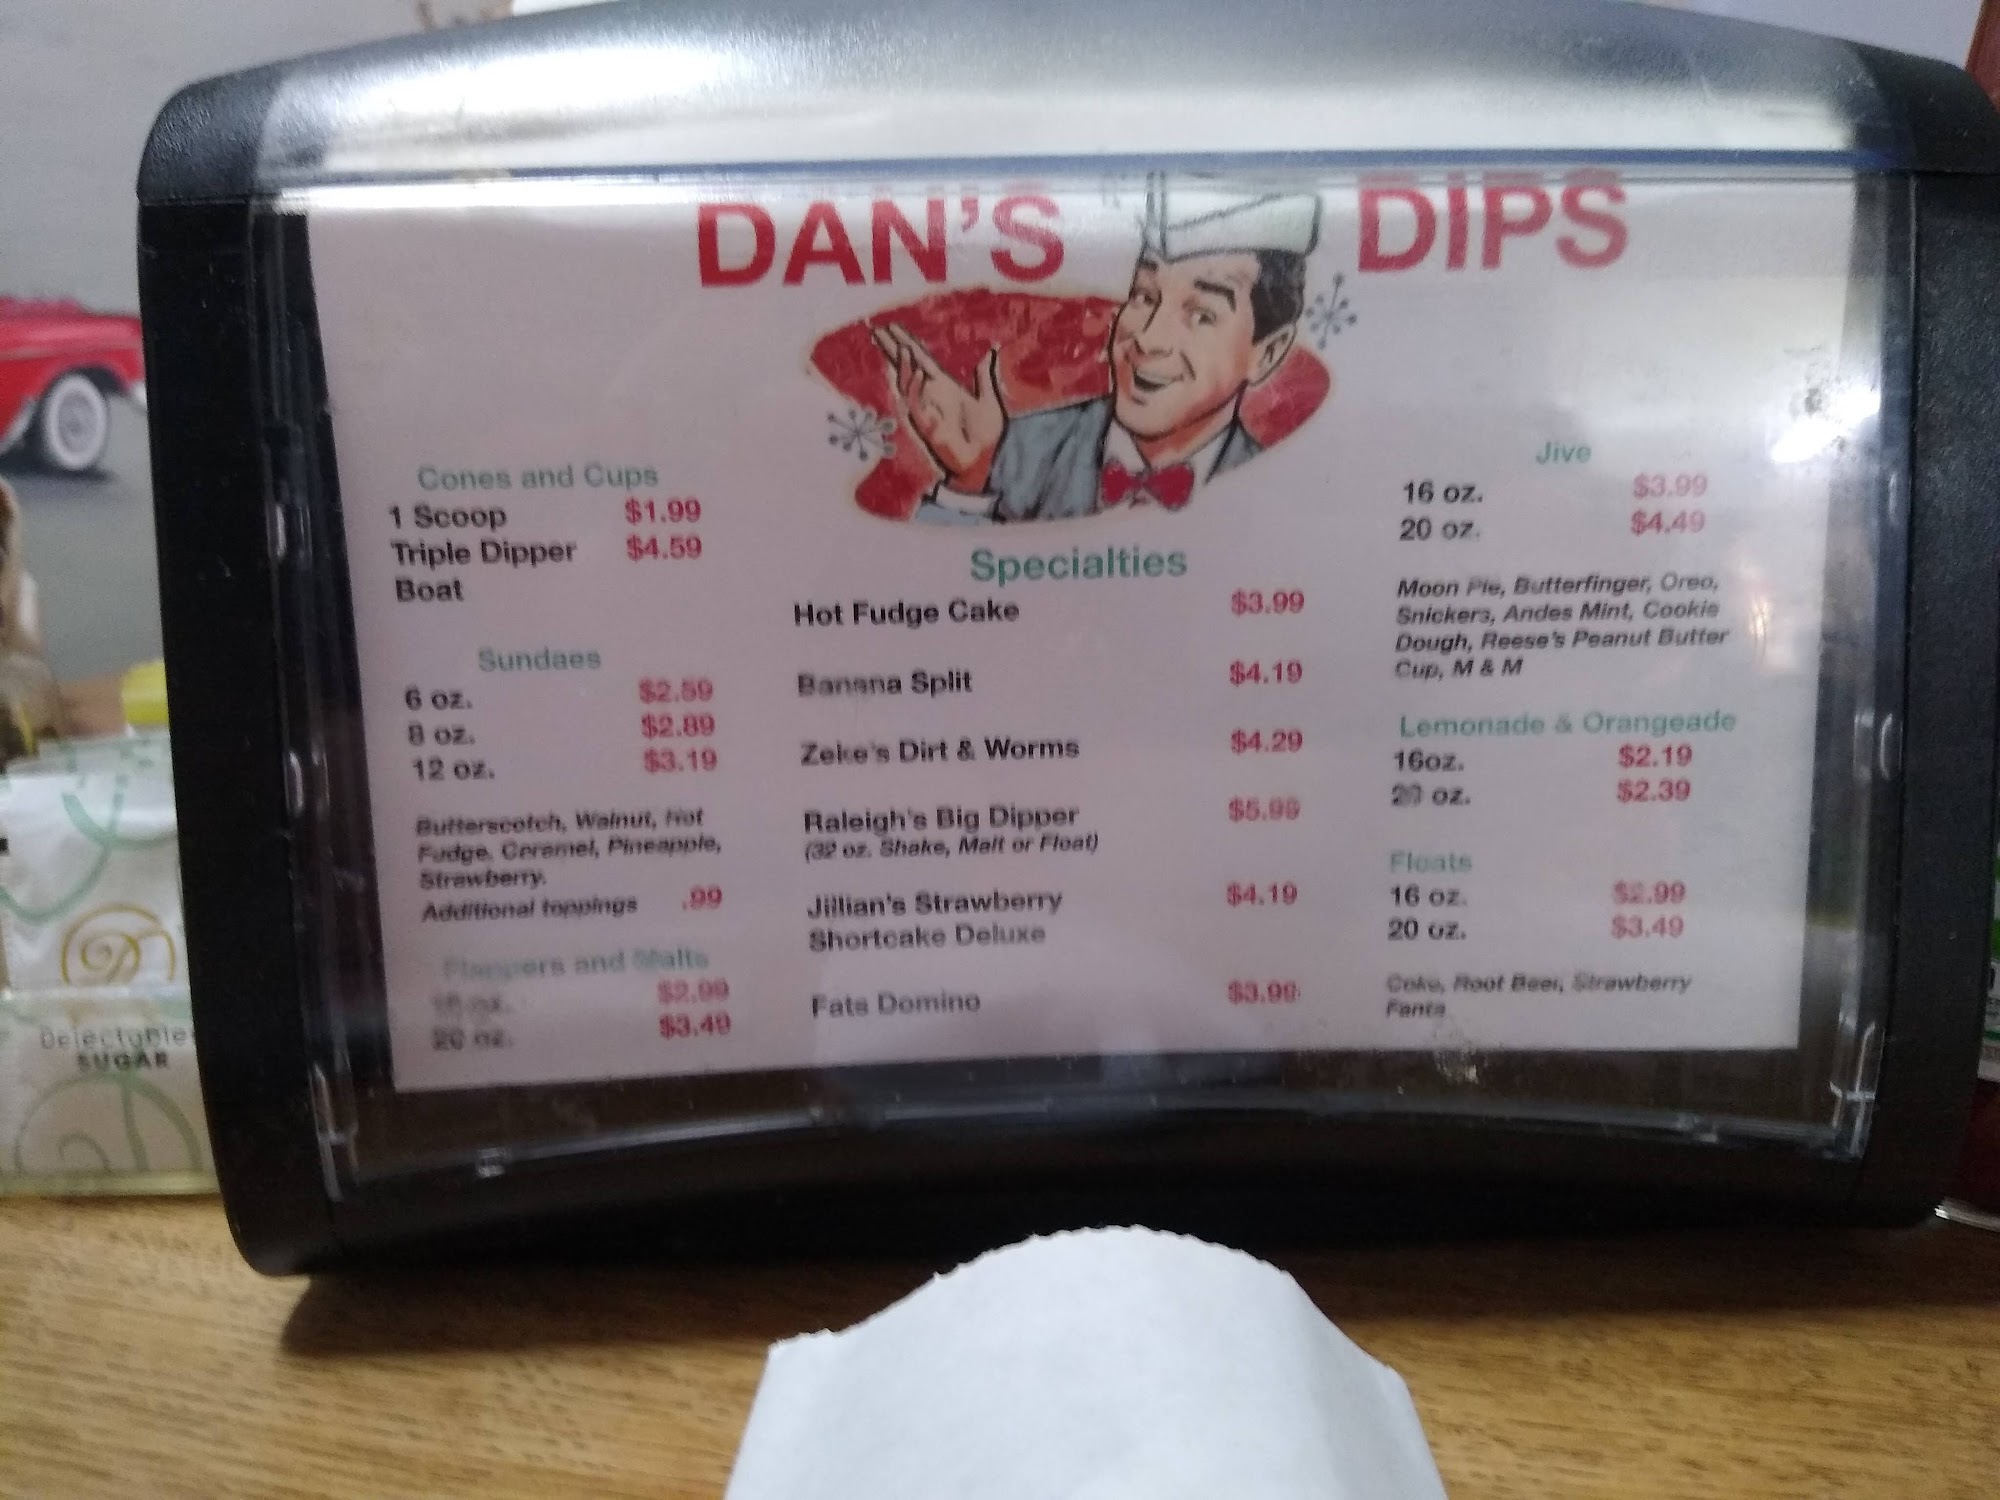 DAN'S DIPS
Cones and Cups
1 Scoop $1.99
Triple Dipper $4.59
Boat
Sundaes
6 oz. $2.59
8 oz. $2.89
12 oz. $3.19
Butterscotch, Walnut, Hot
Fudge, Caramel, Pineapple,
Strawberry.
Additional toppings .99
and Malts
16 oz. $2.99
20 oz. $3.49
Specialties
Hot Fudge Cake $3.99
Banana Split $4.19
Zeke's Dirt & Worms $4.29
Raleigh's Big Dipper $5.99
(32 oz. Shake, Malt or Float)
Jillian's Strawberry $4.19
Shortcake Deluxe
Fats Domino $3.99
Jive
16 oz. $3.99
20 oz. $4.49
Moon Pie, Butterfinger, Oreo,
Snickers, Andes Mint, Cookie
Dough, Reese's Peanut Butter
Cup, M & M
Lemonade & Orangeade
16oz. $2.19
20 oz. $2.39
Floats
16 oz. $2.99
20 oz. $3.49
Coke, Root Beer, Strawberry
Fanta
Delectable
SUGAR